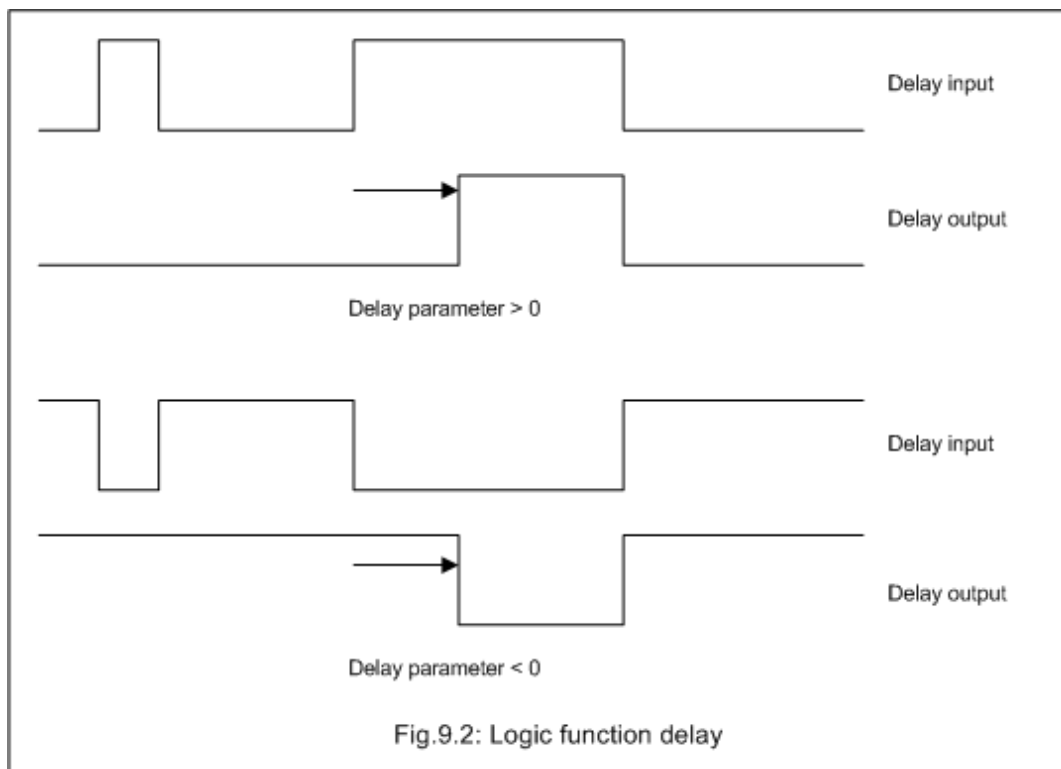 Delay input
Delay output
Delay parameter > 0
Delay input
Delay output
Delay parameter < 0
Fig.9.2: Logic function delay